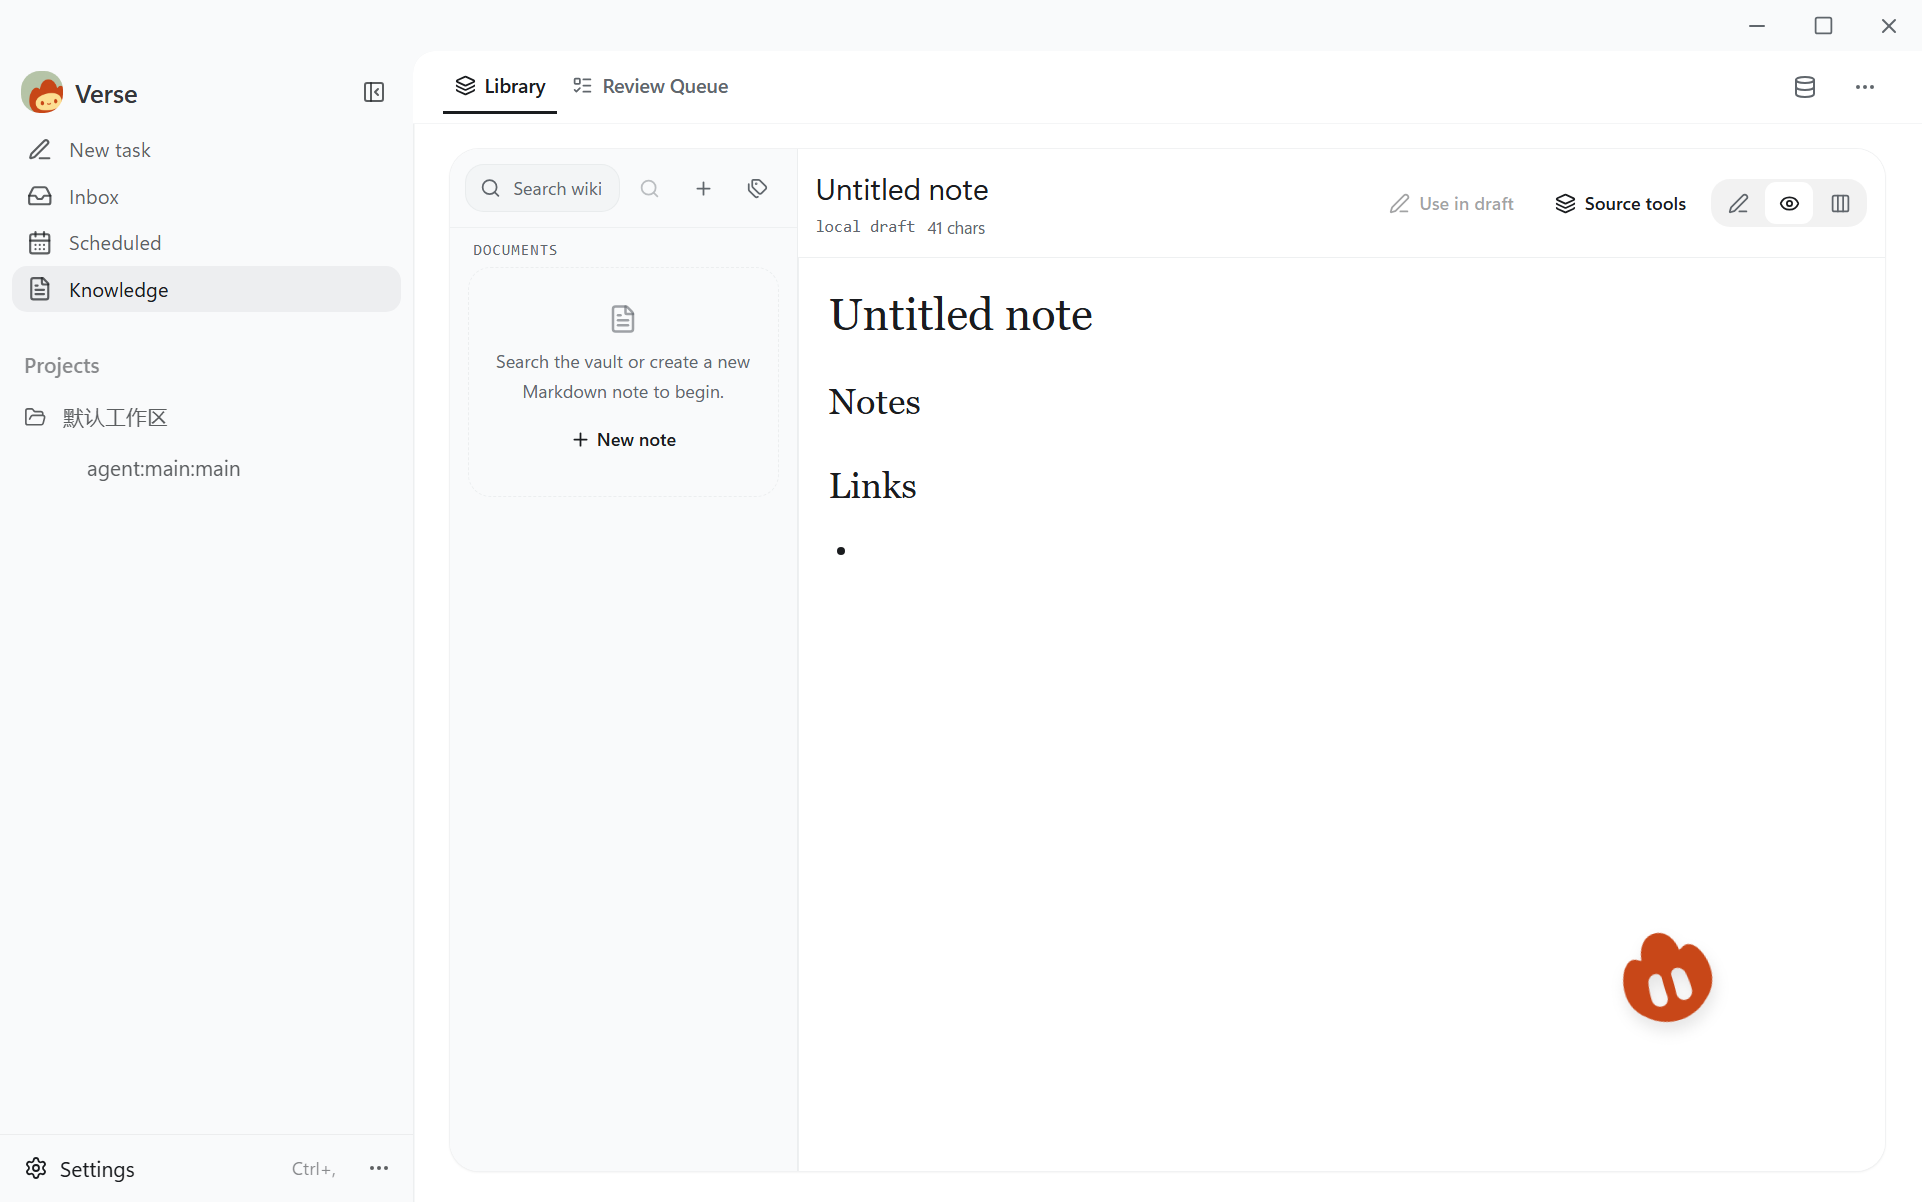 Verse
New task
Inbox
Scheduled
Knowledge
Projects
默认工作区
agent:main:main
Settings
Ctrl+,
Library
Review Queue
Search wiki
DOCUMENTS
Search the vault or create a new
Markdown note to begin.
New note
Untitled note
local draft 41 chars
Use in draft
Source tools
Untitled note
Notes
Links